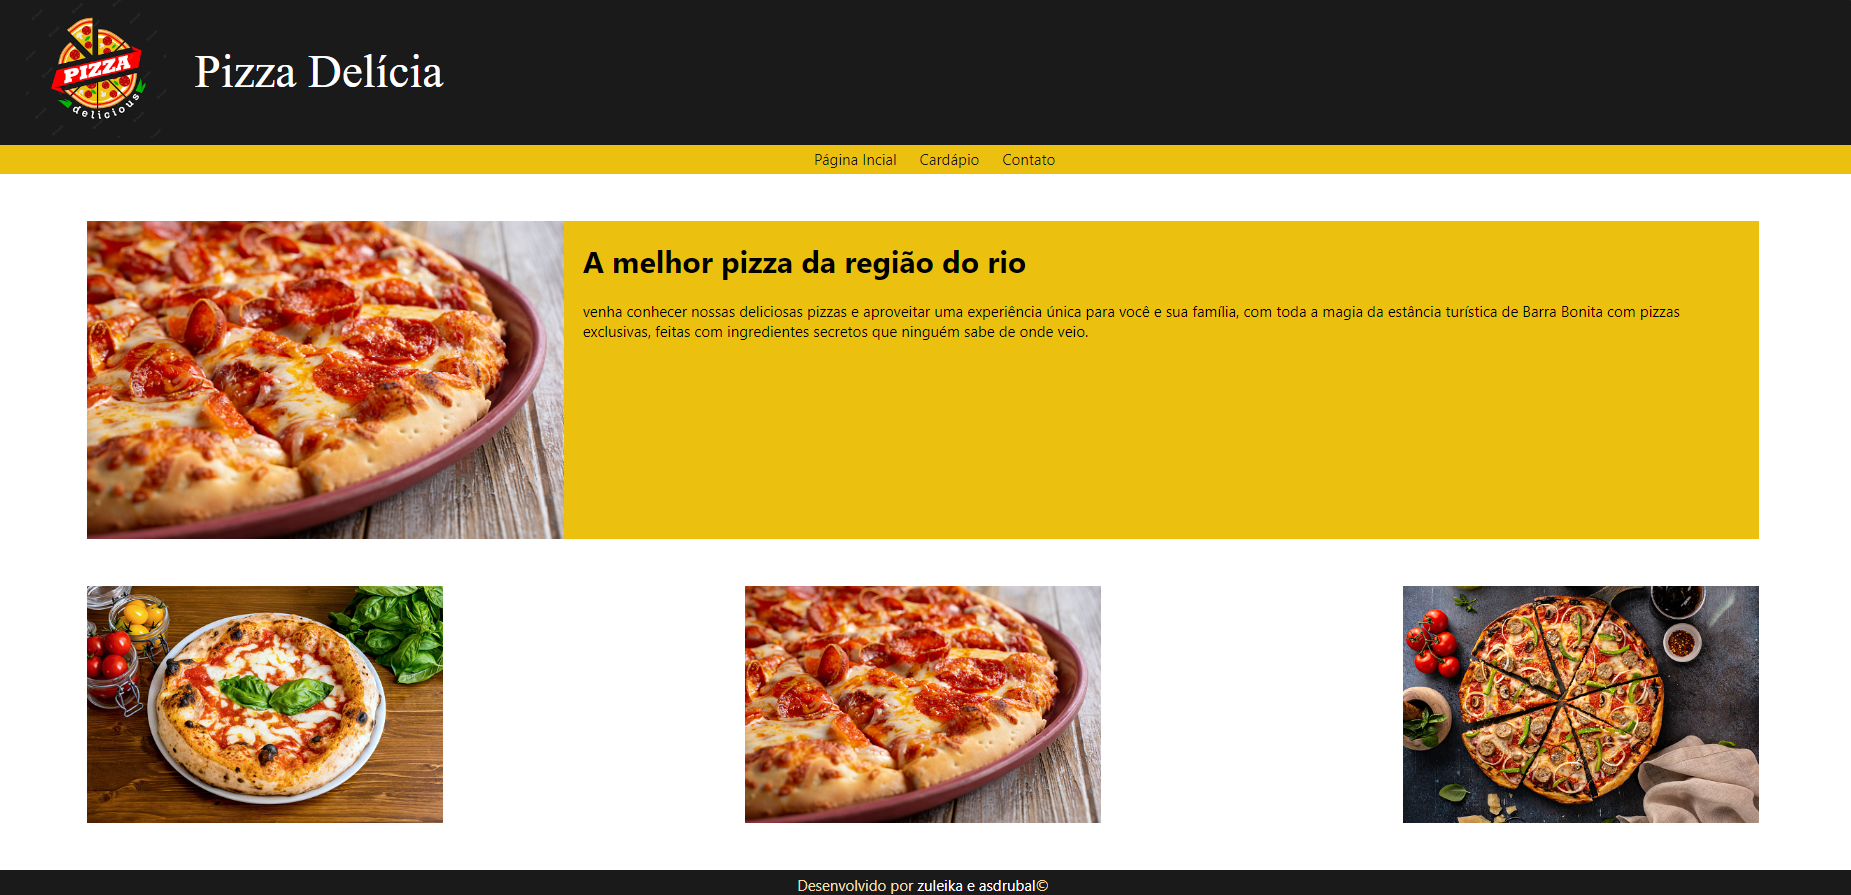 PIZZA
delicious
Pizza Delícia
Página Incial Cardápio Contato
A melhor pizza da região do rio
venha conhecer nossas deliciosas pizzas e aproveitar uma experiência única para você e sua família, com toda a magia da estância turística de Barra Bonita com pizzas
exclusivas, feitas com ingredientes secretos que ninguém sabe de onde veio.
Desenvolvido por zuleika e asdrubal©